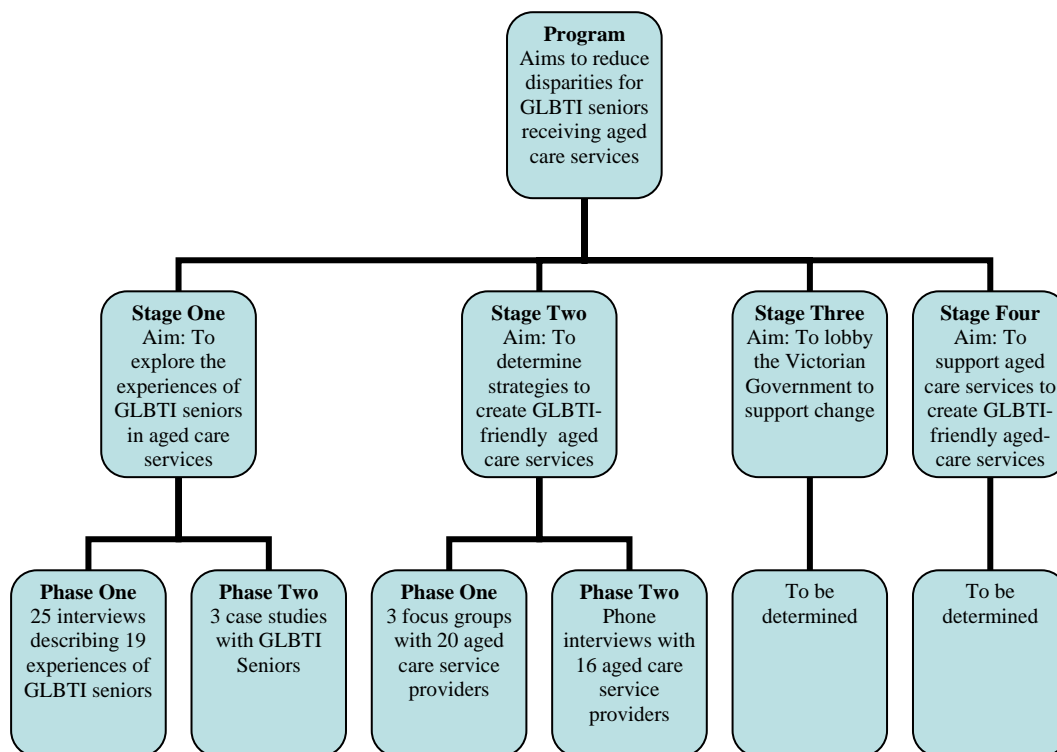 Program
Aims to reduce
disparities for
GLBTI seniors
receiving aged
care services
Stage One
Aim: To
explore the
experiences of
GLBTI seniors
in aged care
services
Stage Two
Aim: To
determine
strategies to
create GLBTI-
friendly aged
care services
Stage Three
Aim: To lobby
the Victorian
Government to
support change
Stage Four
Aim: To
support aged
care services to
create GLBTI-
friendly aged-
care services
Phase One
25 interviews
describing 19
experiences of
GLBTI seniors
Phase Two
3 case studies
with GLBTI
Seniors
Phase One
3 focus groups
with 20 aged
care service
providers
Phase Two
Phone
interviews with
16 aged care
service
providers
To be
determined
To be
determined